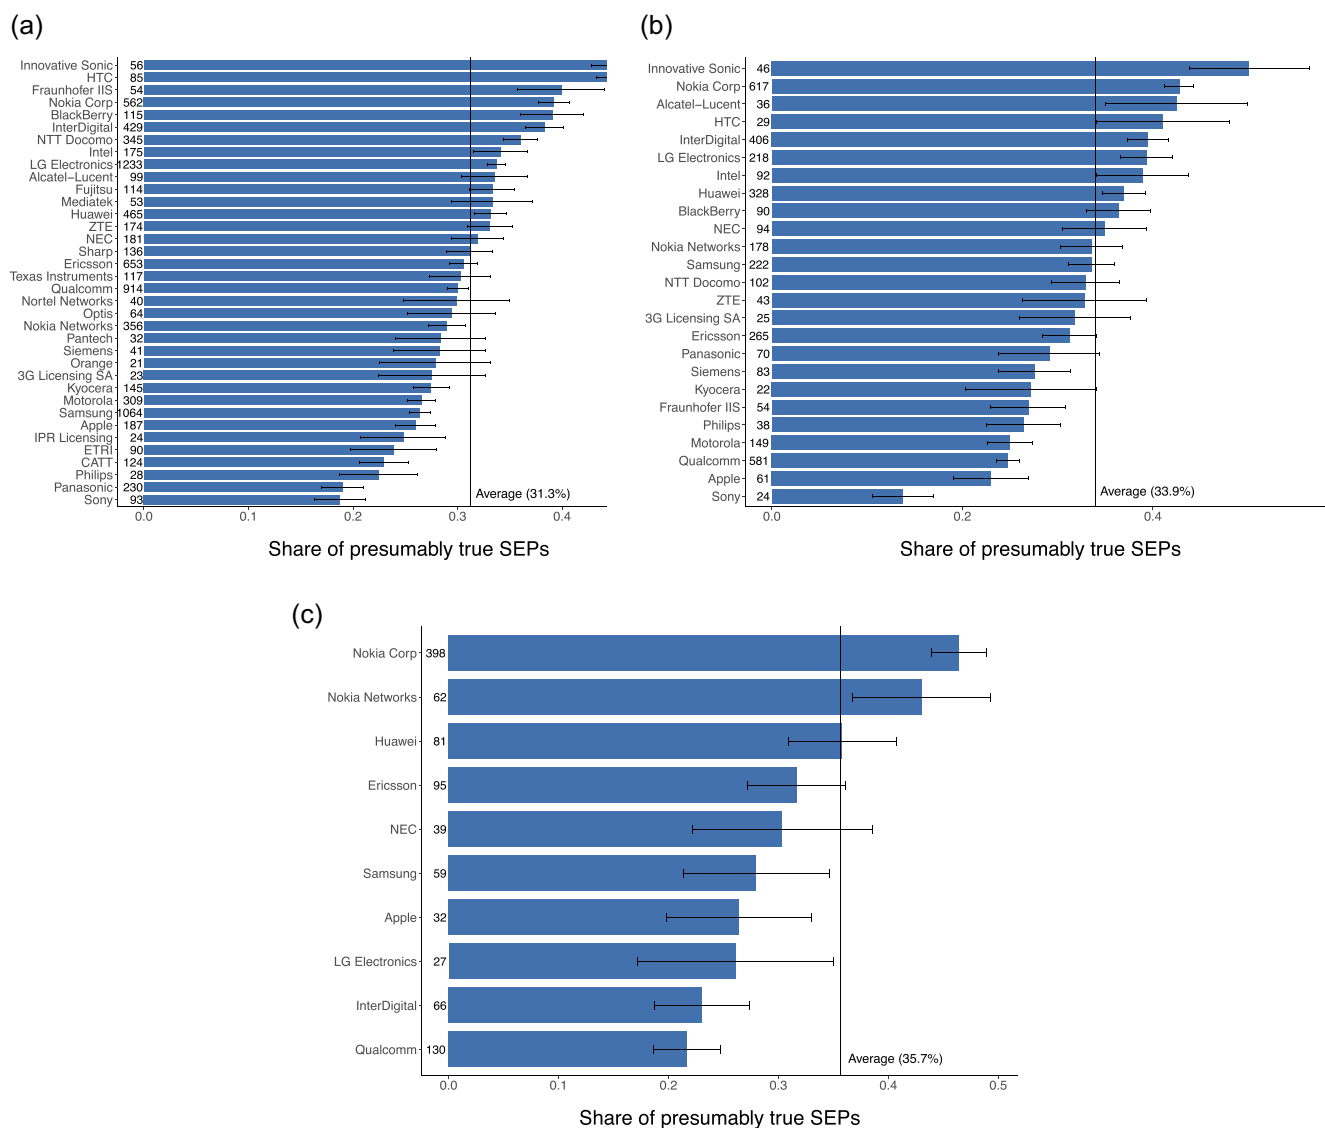 (a)
Innovative Sonic 56
HTC 85
Fraunhofer IIS 54
Nokia Corp 562
BlackBerry 115
InterDigital 429
NTT Docomo 345
Intel 175
LG Electronics 1233
Alcatel−Lucent 99
Fujitsu 114
Mediatek 53
Huawei 465
ZTE 174
NEC 181
Sharp 136
Ericsson 653
Texas Instruments 117
Qualcomm 914
Nortel Networks 40
Optis 64
Nokia Networks 356
Pantech 32
Siemens 41
Orange 21
3G Licensing SA 23
Kyocera 145
Motorola 309
Samsung 1064
Apple 187
IPR Licensing 24
ETRI 90
CATT 124
Philips 28
Panasonic 230
Sony 93
Average (31.3%)
0.0 0.1 0.2 0.3 0.4
Share of presumably true SEPs
(b)
Innovative Sonic 46
Nokia Corp 617
Alcatel−Lucent 36
HTC 29
InterDigital 406
LG Electronics 218
Intel 92
Huawei 328
BlackBerry 90
NEC 94
Nokia Networks 178
Samsung 222
NTT Docomo 102
ZTE 43
3G Licensing SA 25
Ericsson 265
Panasonic 70
Siemens 83
Kyocera 22
Fraunhofer IIS 54
Philips 38
Motorola 149
Qualcomm 581
Apple 61
Sony 24
Average (33.9%)
0.0 0.2 0.4
Share of presumably true SEPs
(c)
Nokia Corp 398
Nokia Networks 62
Huawei 81
Ericsson 95
NEC 39
Samsung 59
Apple 32
LG Electronics 27
InterDigital 66
Qualcomm 130
Average (35.7%)
0.0 0.1 0.2 0.3 0.4 0.5
Share of presumably true SEPs